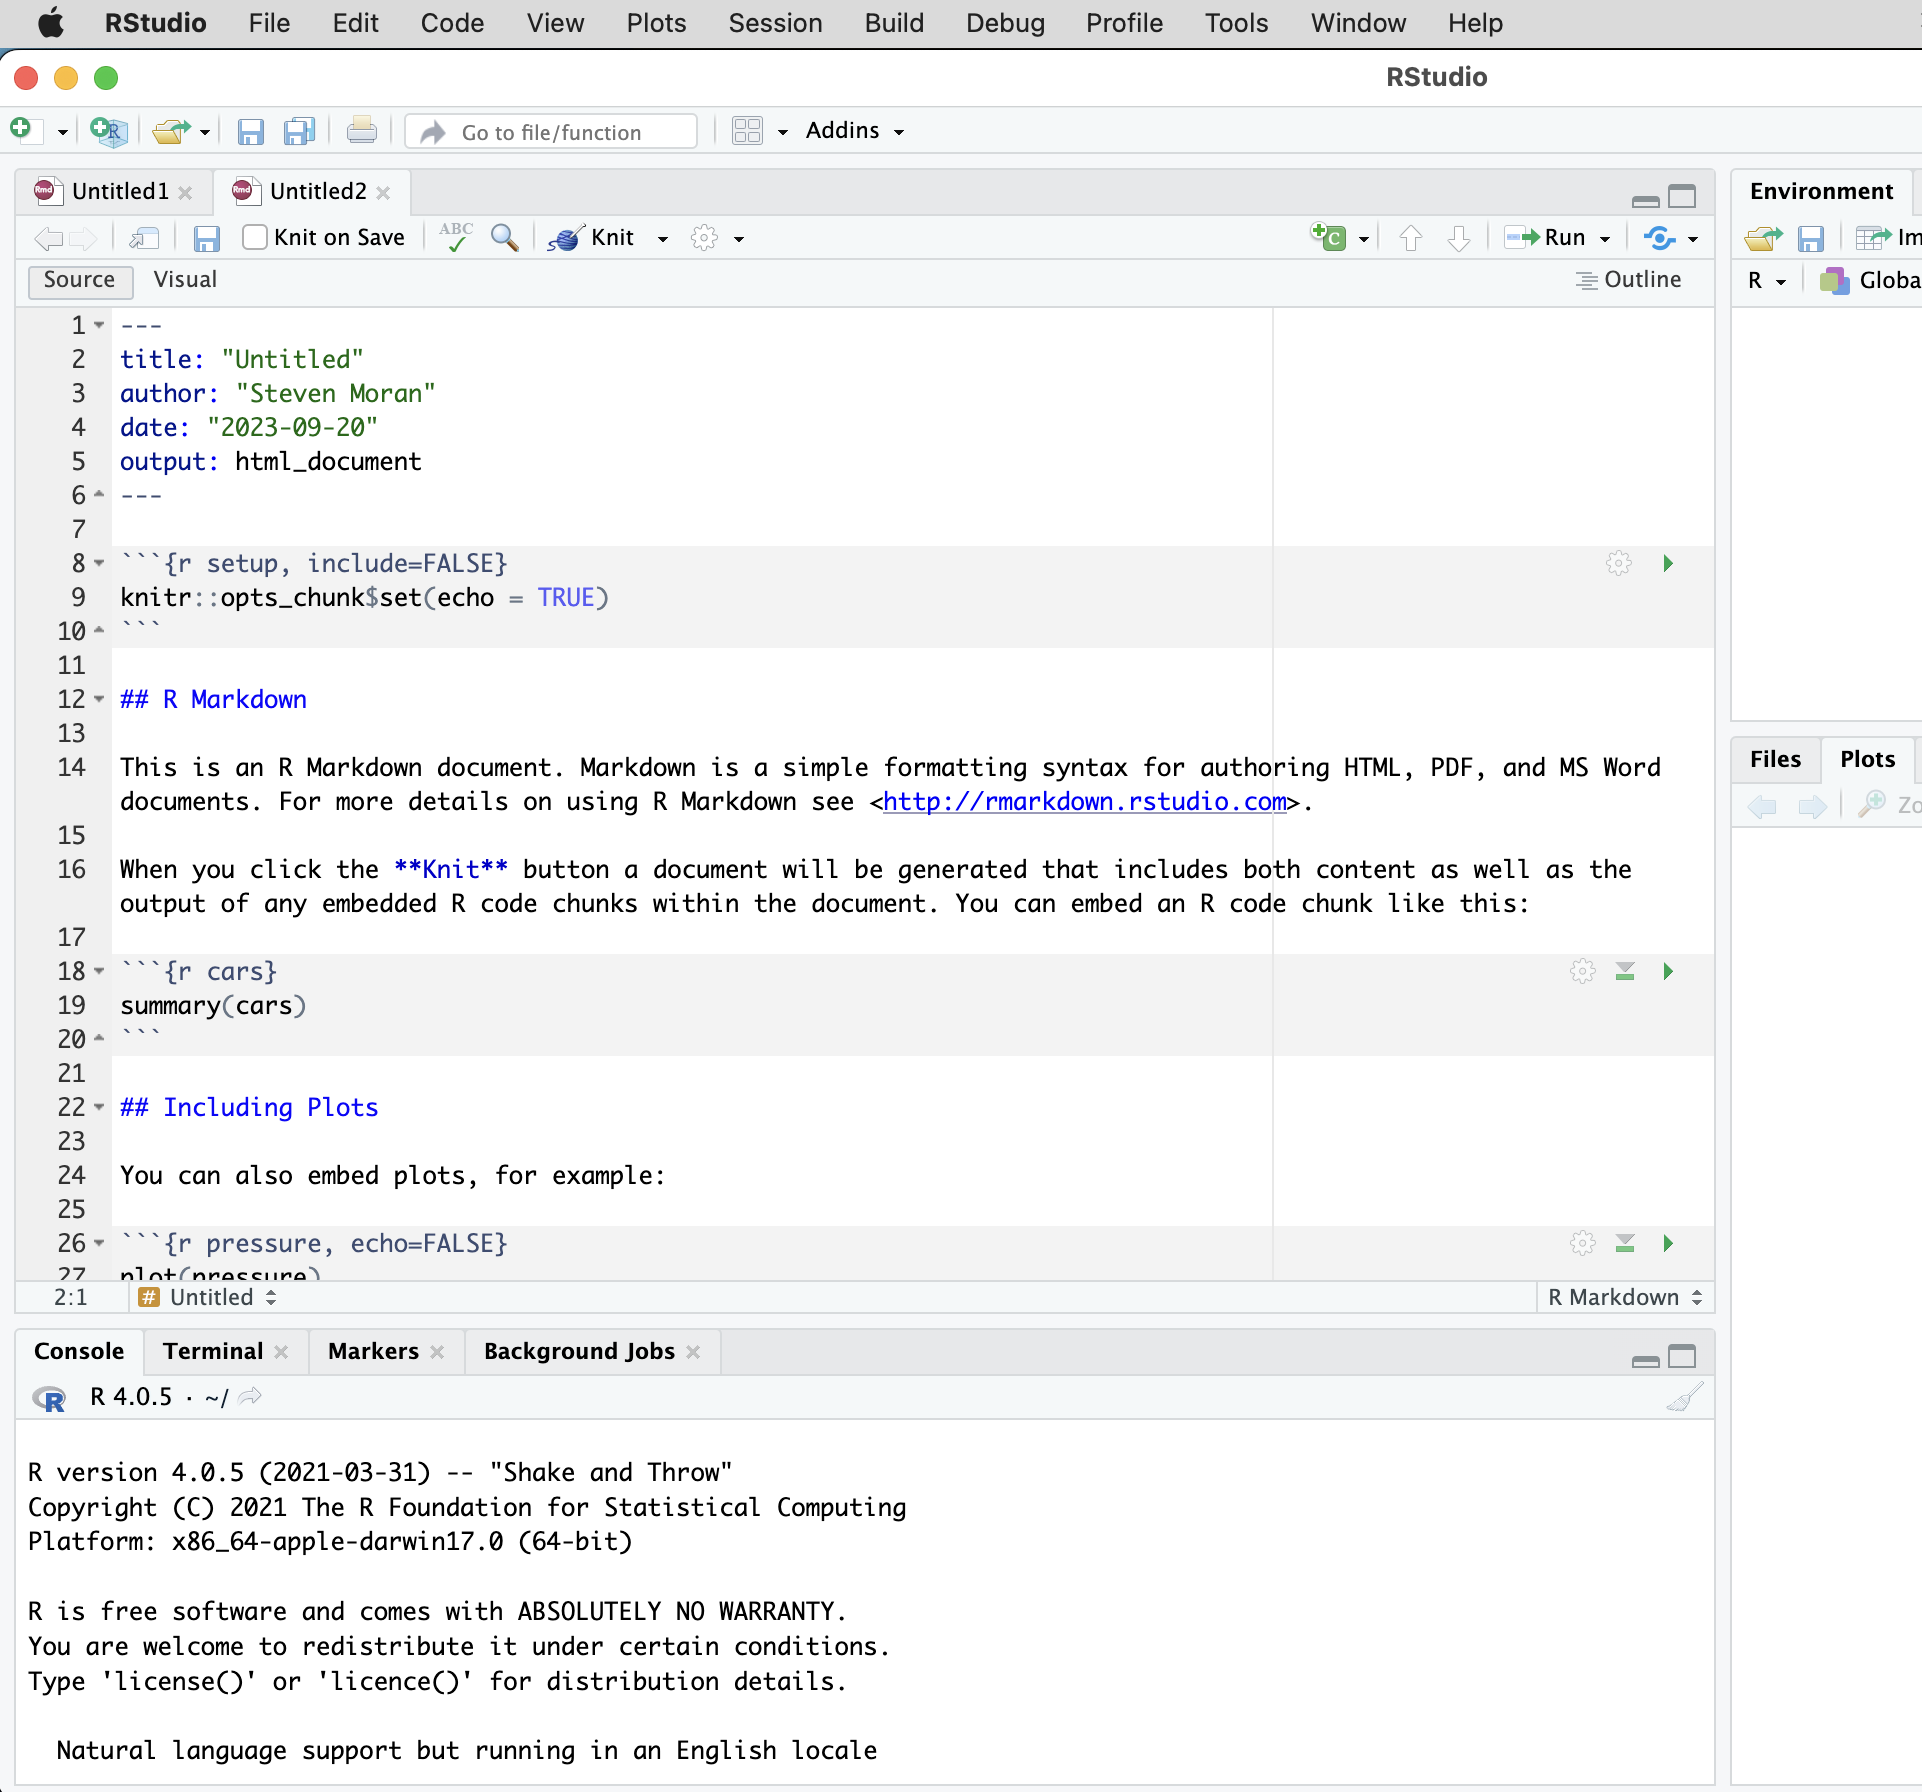 RStudio File Edit Code View Plots Session Build Debug Profile Tools Window Help
RStudio
Go to file/function Addins
Untitled1 Untitled2
Knit on Save Knit Run
Source Visual Outline
1 ---
2 title: "Untitled"
3 author: "Steven Moran"
4 date: "2023-09-20"
5 output: html_document
6 ---
7
8 ```{r setup, include=FALSE}
9 knitr::opts_chunk$set(echo = TRUE)
10 ```
11
12 ## R Markdown
13
14 This is an R Markdown document. Markdown is a simple formatting syntax for authoring HTML, PDF, and MS Word
documents. For more details on using R Markdown see <http://rmarkdown.rstudio.com>.
15
16 When you click the **Knit** button a document will be generated that includes both content as well as the
output of any embedded R code chunks within the document. You can embed an R code chunk like this:
17
18 ```{r cars}
19 summary(cars)
20 ```
21
22 ## Including Plots
23
24 You can also embed plots, for example:
25
26 ```{r pressure, echo=FALSE}
27 plot(pressure)
2:1 # Untitled R Markdown
Console Terminal Markers Background Jobs
R 4.0.5 · ~/
R version 4.0.5 (2021-03-31) -- "Shake and Throw"
Copyright (C) 2021 The R Foundation for Statistical Computing
Platform: x86_64-apple-darwin17.0 (64-bit)
R is free software and comes with ABSOLUTELY NO WARRANTY.
You are welcome to redistribute it under certain conditions.
Type 'license()' or 'licence()' for distribution details.
Natural language support but running in an English locale
Environment
Im
R Globa
Files Plots
Zo